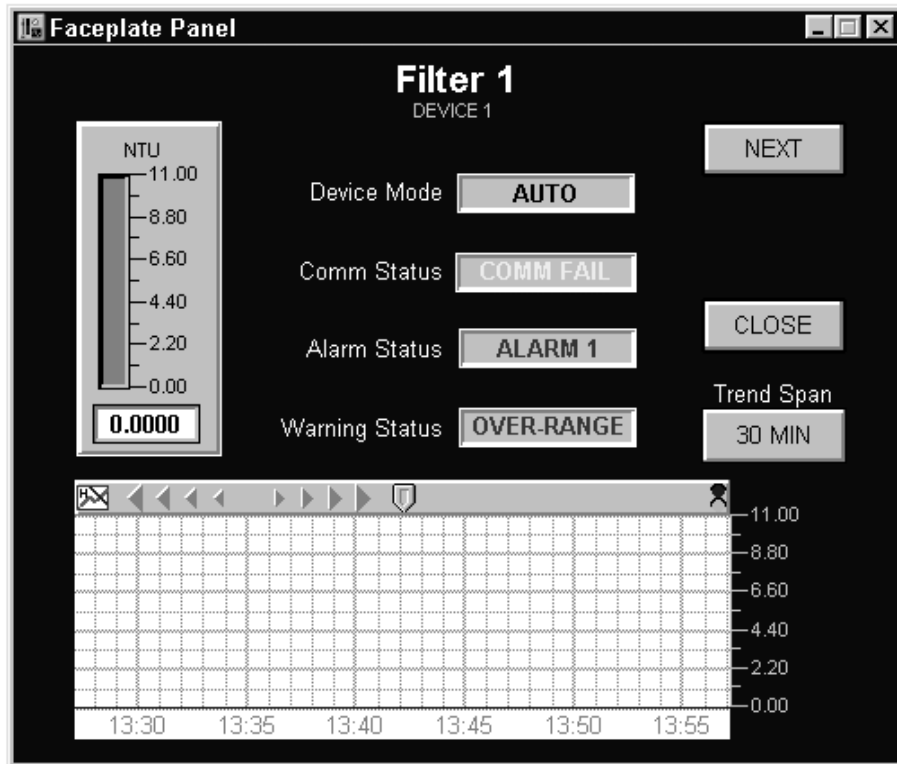 Faceplate Panel
Filter 1
DEVICE 1
NTU
11.00
8.80
6.60
4.40
2.20
0.00
0.0000
Device Mode AUTO
Comm Status COMM FAIL
Alarm Status ALARM 1
Warning Status OVER-RANGE
NEXT
CLOSE
Trend Span
30 MIN
H
11.00
8.80
6.60
4.40
2.20
0.00
13:30 13:35 13:40 13:45 13:50 13:55